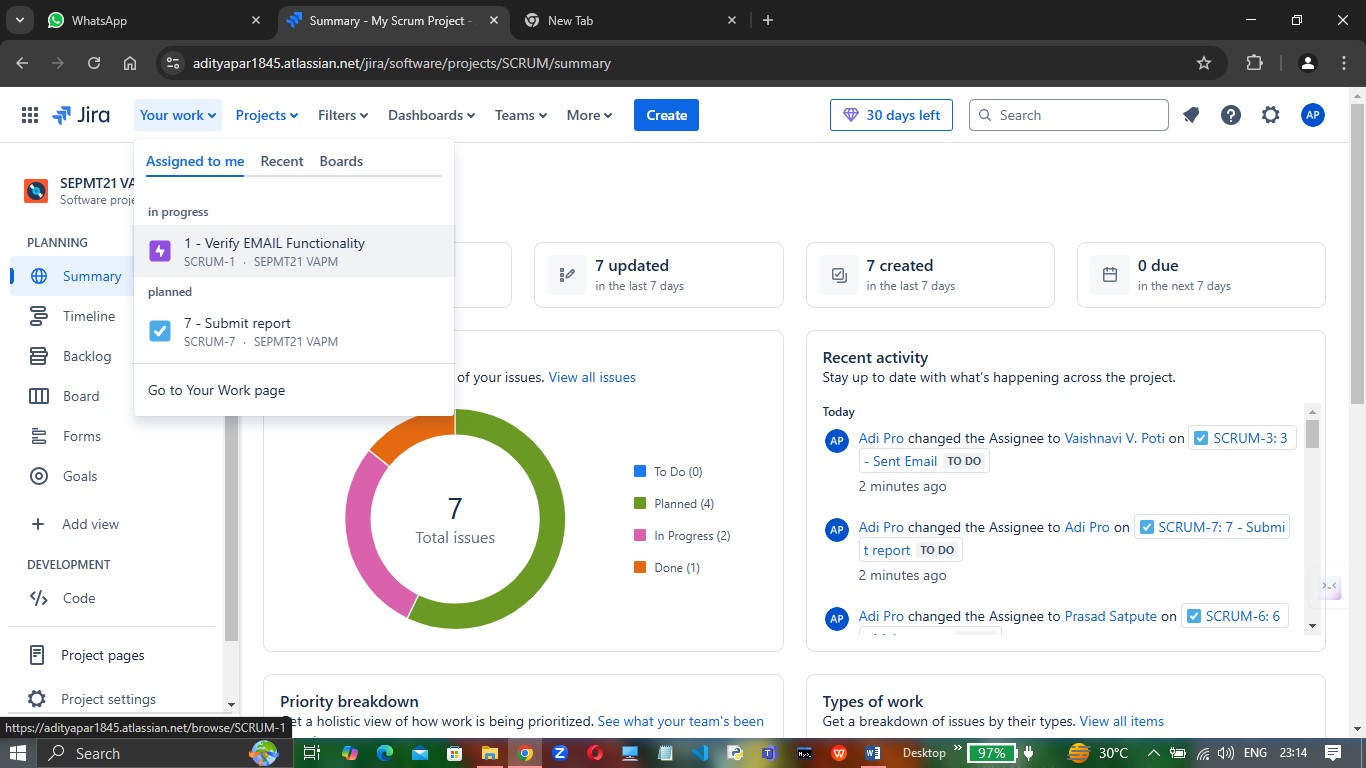 WhatsApp
Summary - My Scrum Project -
New Tab
adityapar1845.atlassian.net/jira/software/projects/SCRUM/summary
Jira
Your work
Projects
Filters
Dashboards
Teams
More
Create
30 days left
Search
AP
Assigned to me
Recent
Boards
SEPMT21 VA
Software proje
in progress
1 - Verify EMAIL Functionality
SCRUM-1 · SEPMT21 VAPM
planned
7 - Submit report
SCRUM-7 · SEPMT21 VAPM
Go to Your Work page
PLANNING
Summary
Timeline
Backlog
Board
Forms
Goals
Add view
DEVELOPMENT
Code
Project pages
Project settings
7 updated
in the last 7 days
7 created
in the last 7 days
0 due
in the next 7 days
of your issues. View all issues
7
Total issues
To Do (0)
Planned (4)
In Progress (2)
Done (1)
Recent activity
Stay up to date with what's happening across the project.
Today
AP
Adi Pro changed the Assignee to Vaishnavi V. Poti on SCRUM-3: 3
- Sent Email TO DO
2 minutes ago
AP
Adi Pro changed the Assignee to Adi Pro on SCRUM-7: 7 - Submi
t report TO DO
2 minutes ago
AP
Adi Pro changed the Assignee to Prasad Satpute on SCRUM-6: 6
Priority breakdown
Get a holistic view of how work is being prioritized. See what your team's been
Types of work
Get a breakdown of issues by their types. View all items
https://adityapar1845.atlassian.net/browse/SCRUM-1
Search
Desktop
97%
30°C
ENG
23:14